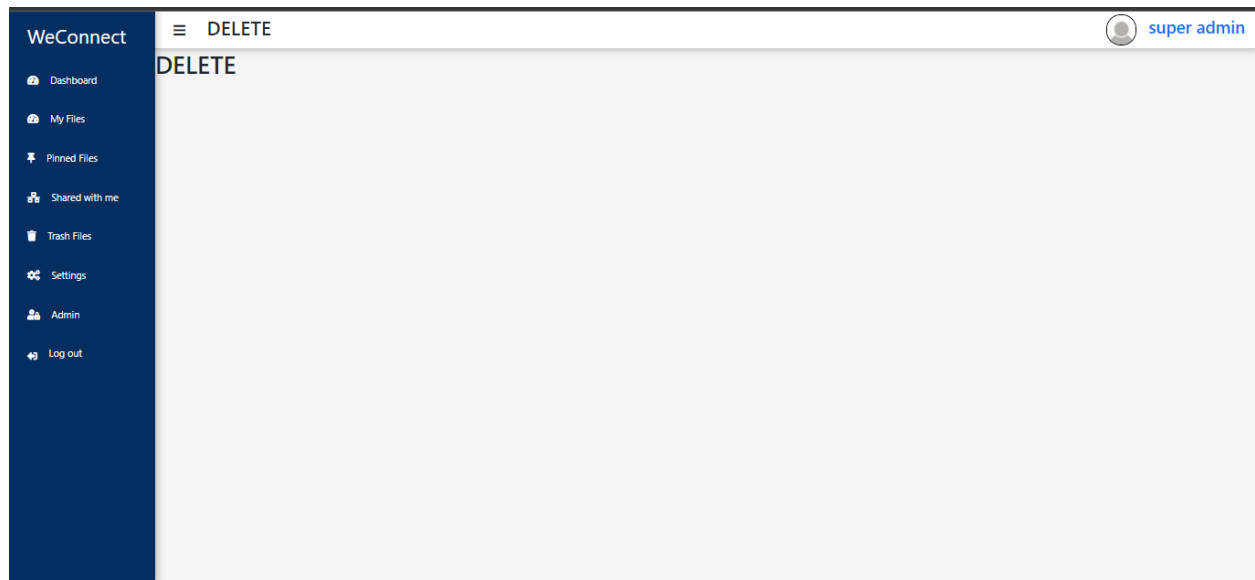 WeConnect
DELETE
super admin
DELETE
Dashboard
My Files
Pinned Files
Shared with me
Trash Files
Settings
Admin
Log out